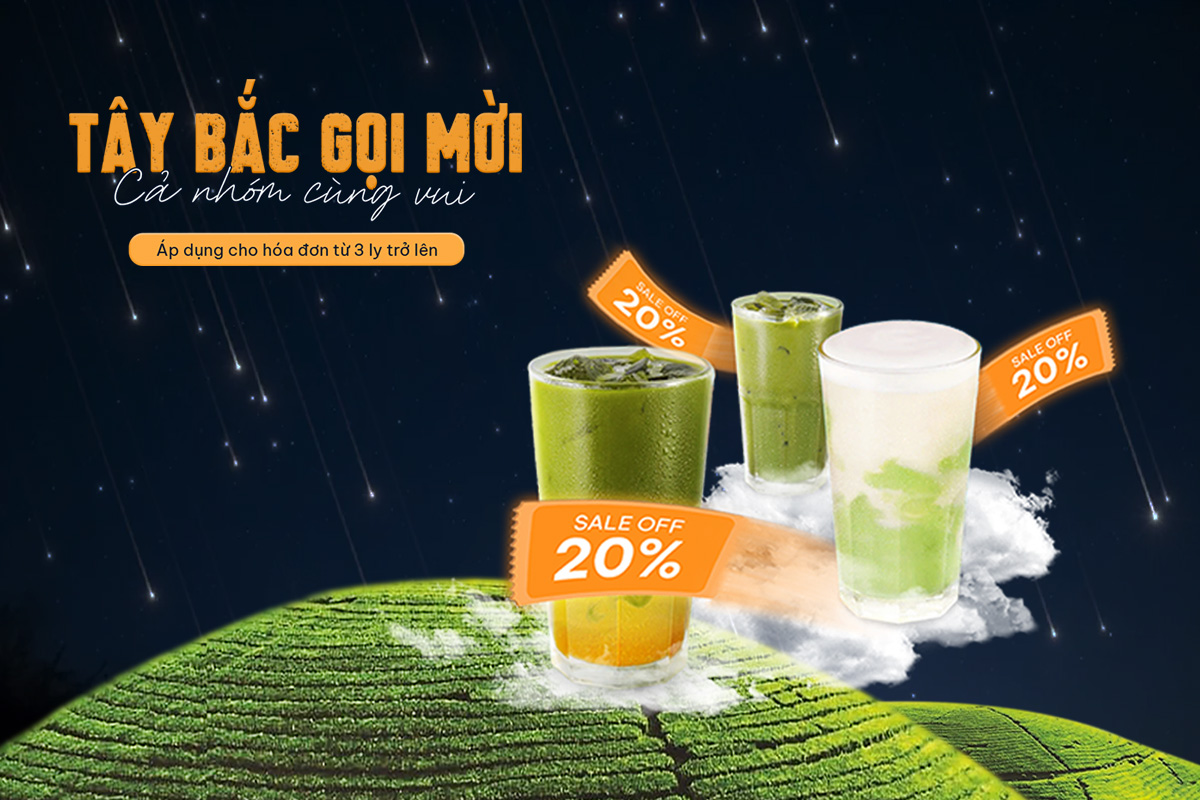 TÂY BẮC GỌI MỜI
Cả nhóm cùng vui
Áp dụng cho hóa đơn từ 3 ly trở lên
SALE OFF
20%
SALE OFF
20%
SALE OFF
20%